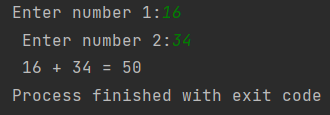 Enter number 1:16
Enter number 2:34
16 + 34 = 50
Process finished with exit code